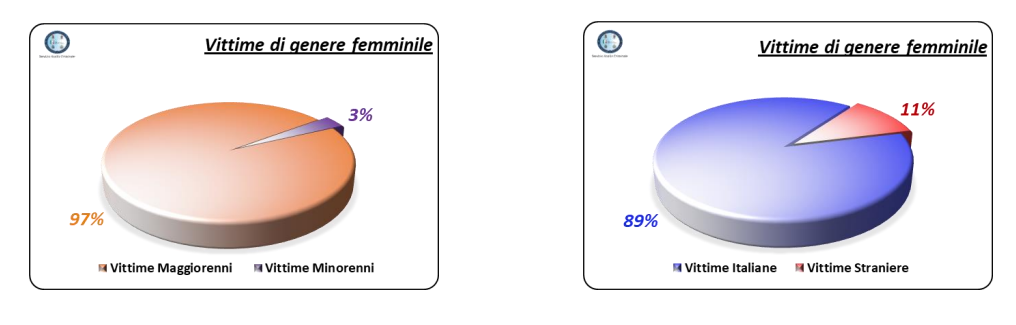 Vittime di genere femminile
3%
97%
Vittime Maggiorenni Vittime Minorenni
Vittime di genere femminile
11%
89%
Vittime Italiane Vittime Straniere